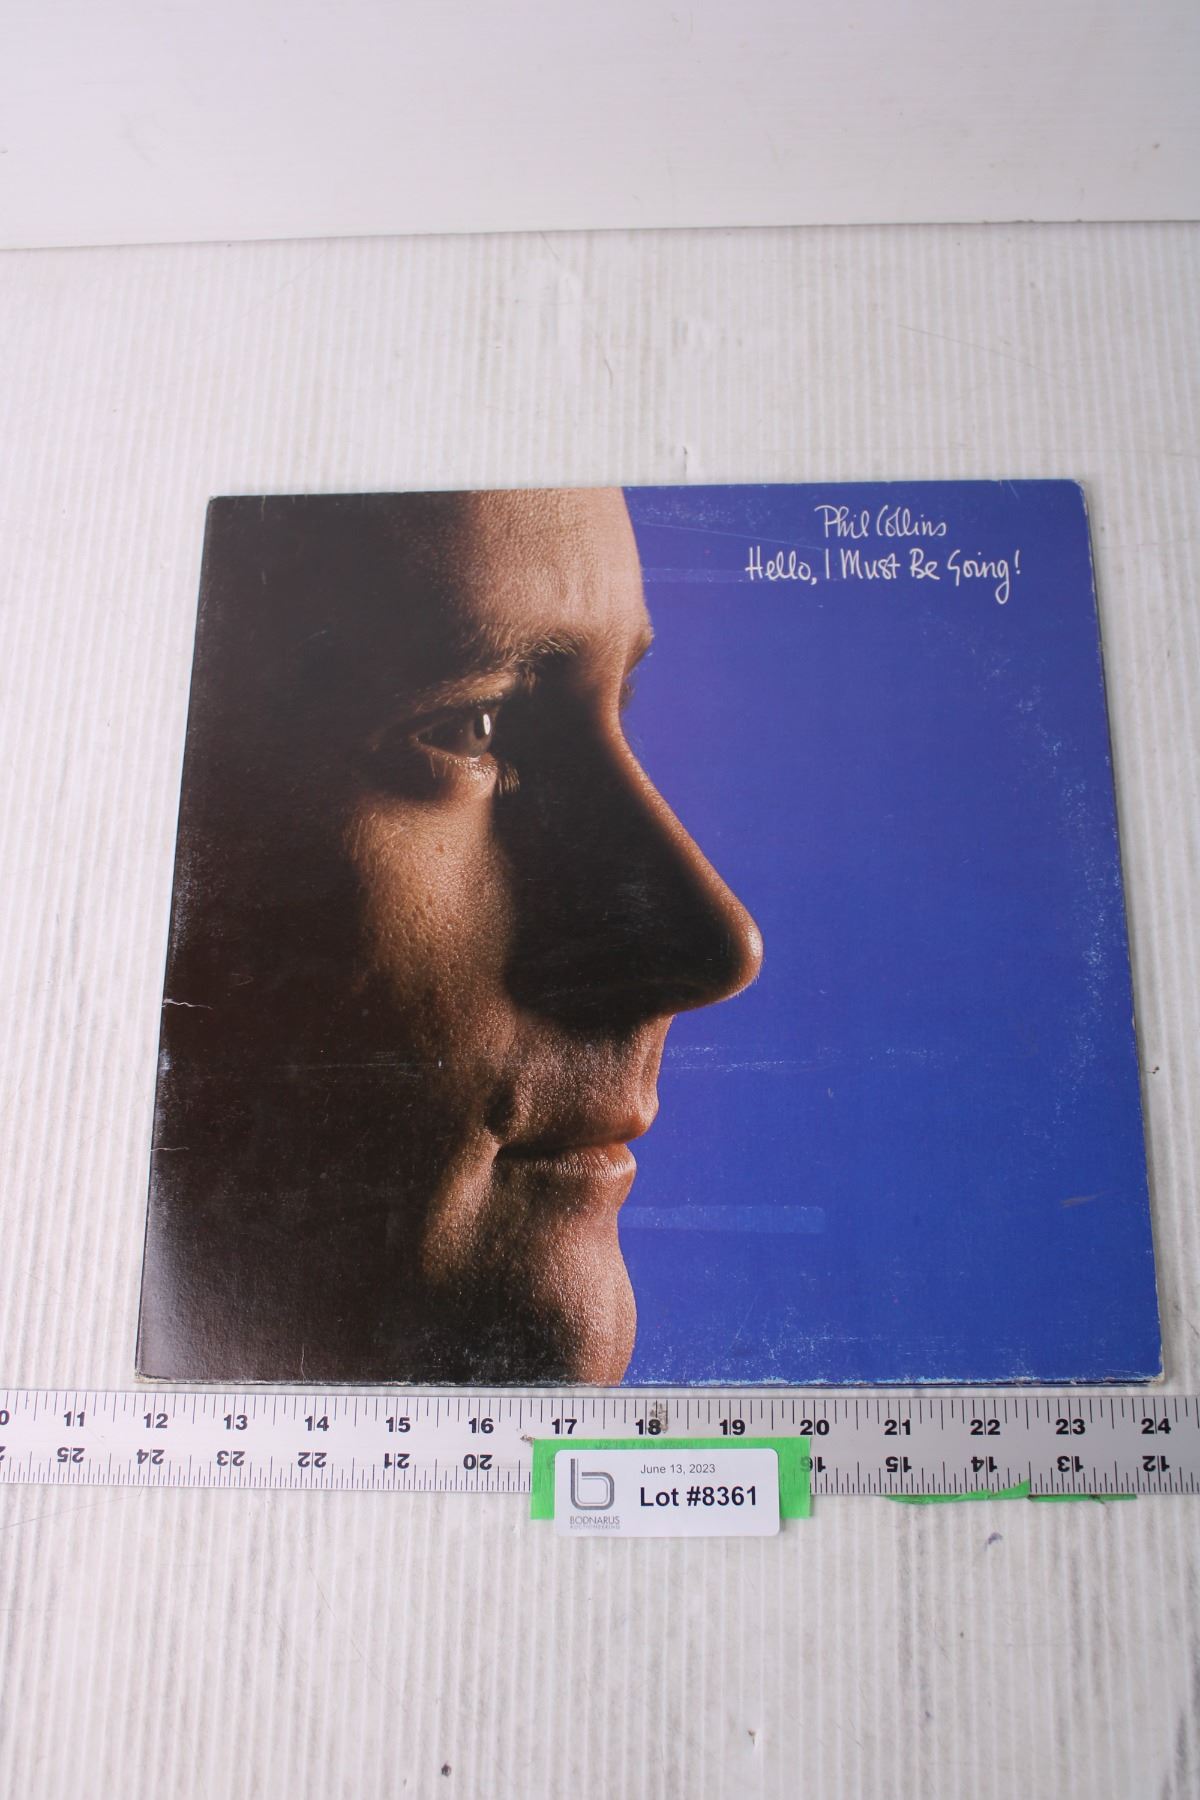 Phil Collins
Hello, I Must Be Going!
11 12 13 14 15 16 17 18 19 20 21 22 23 24
25 24 23 22 21 20 16 15 14 13 12
June 13, 2023
Lot #8361
BODNARUS
AUCTIONEERING